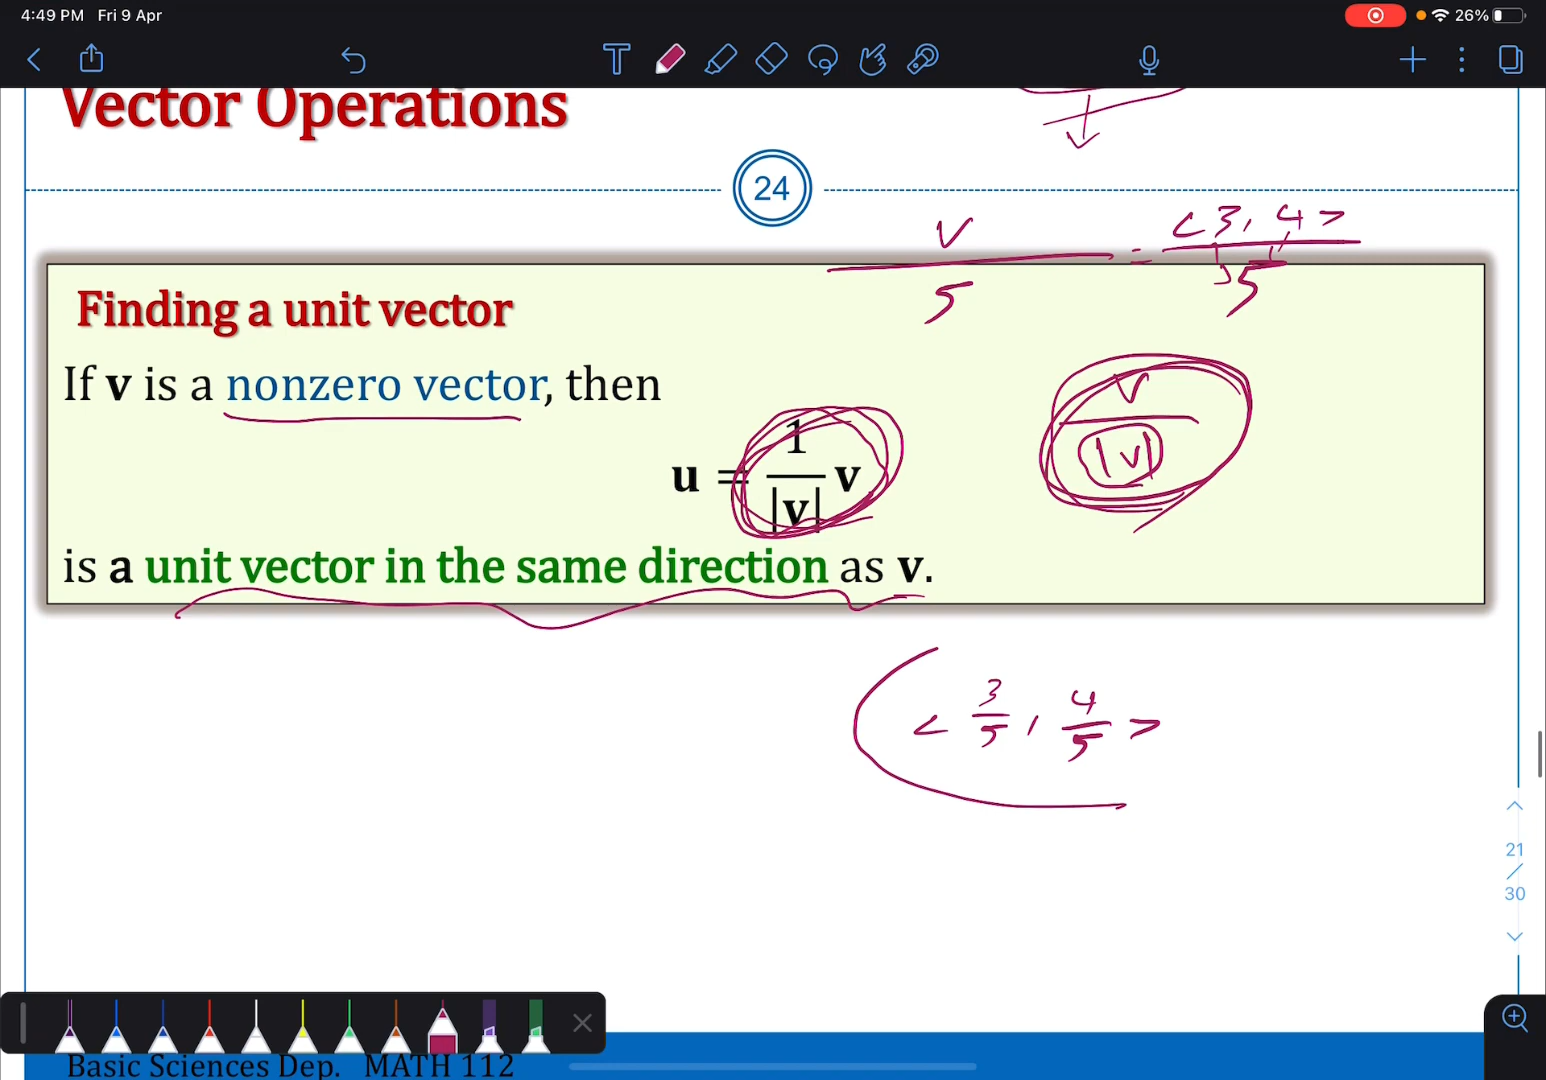 4:49 PM Fri 9 Apr
26%
Vector Operations
24
v/5 = <3, 4>/5
Finding a unit vector
If v is a nonzero vector, then
u = 1/|v| v
v/|v|
is a unit vector in the same direction as v.
< 3/5, 4/5 >
21
/
30
Basic Sciences Dep. MATH 112